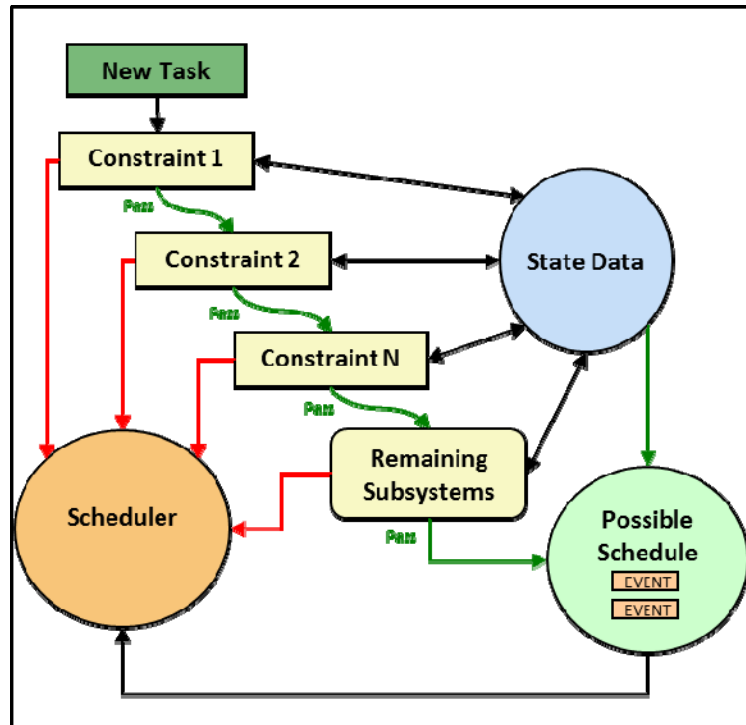 New Task
Constraint 1
Pass
Constraint 2
State Data
Pass
Constraint N
Pass
Remaining
Subsystems
Scheduler
Pass
Possible
Schedule
EVENT
EVENT